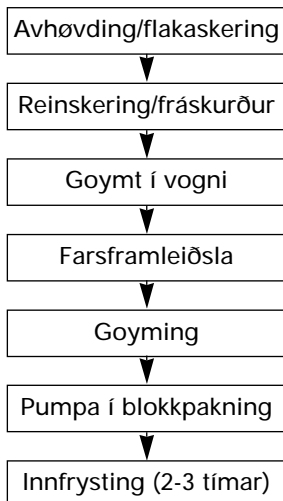 Avhøvding/flakaskering
Reinskering/fráskurður
Goymt í vogni
Farsframleiðsla
Goyming
Pumpa í blokkpakning
Innfrysting (2-3 tímar)